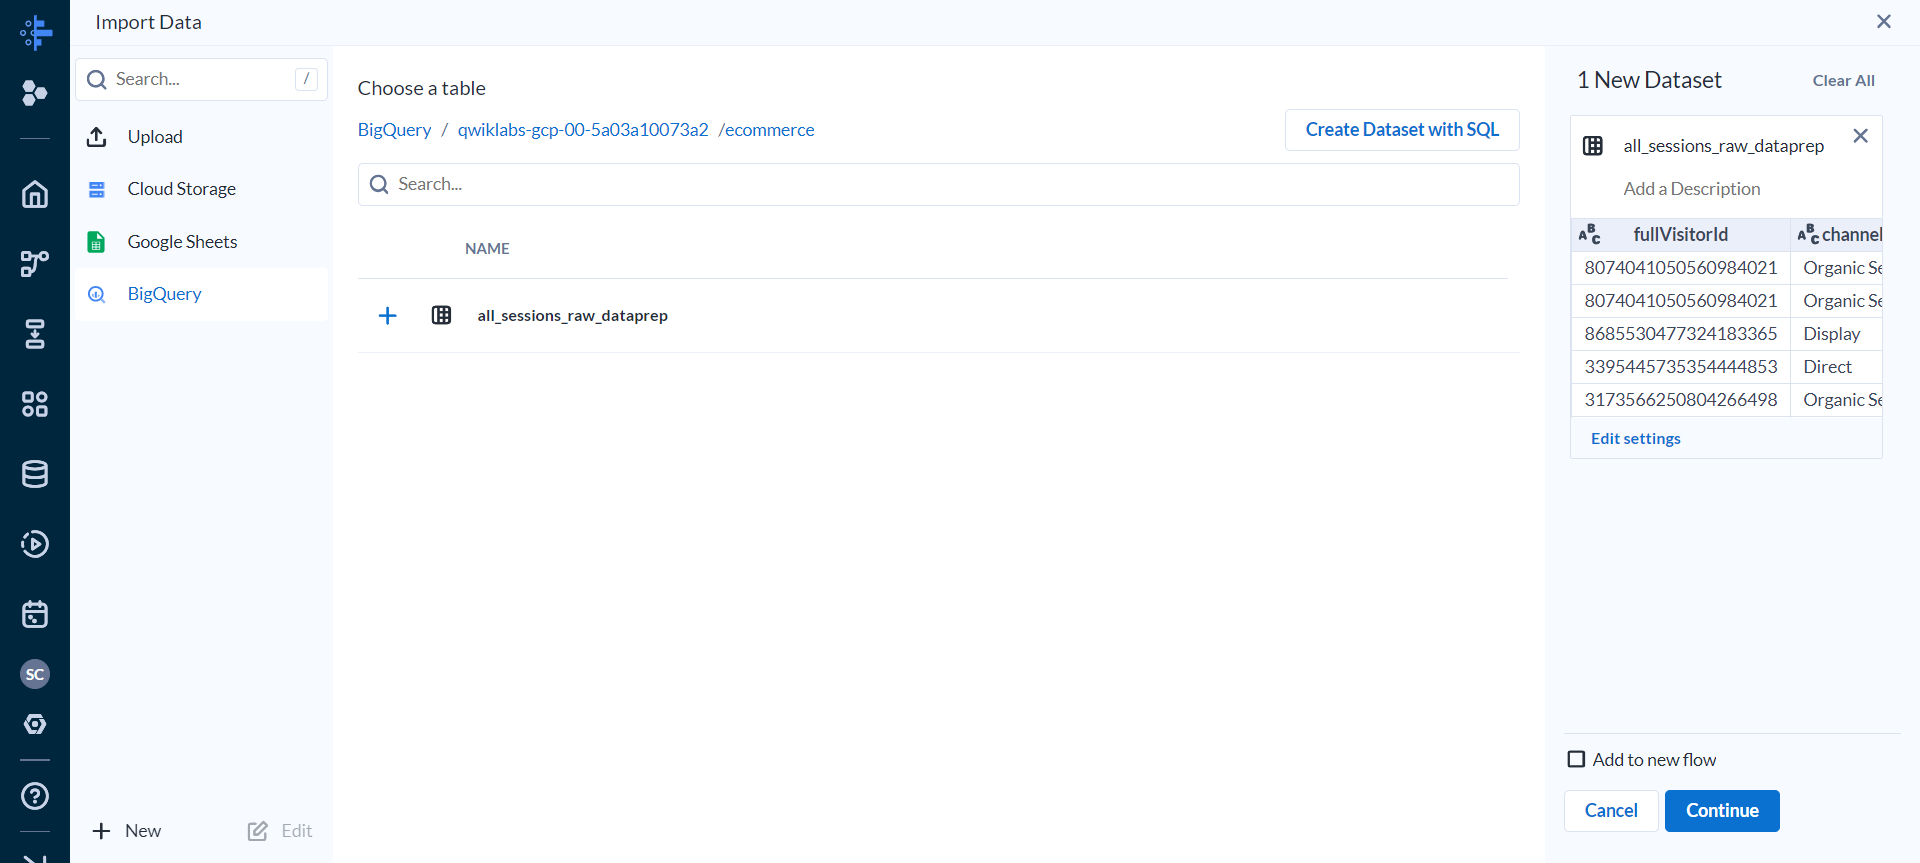 Import Data
Search...
/
Upload
Cloud Storage
Google Sheets
BigQuery
New
Edit
SC
Choose a table
BigQuery / qwiklabs-gcp-00-5a03a10073a2 /ecommerce
Create Dataset with SQL
Search...
NAME
all_sessions_raw_dataprep
1 New Dataset
Clear All
all_sessions_raw_dataprep
Add a Description
ABC fullVisitorId ABC channel
8074041050560984021 Organic Se
8074041050560984021 Organic Se
8685530477324183365 Display
3395445735354444853 Direct
3173566250804266498 Organic Se
Edit settings
Add to new flow
Cancel
Continue